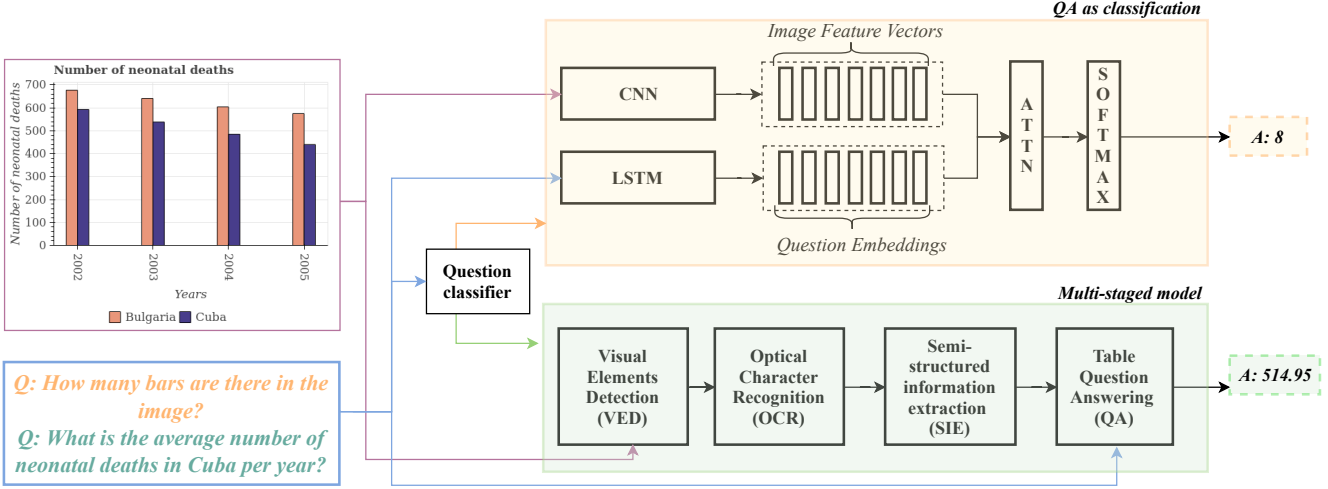 QA as classification
Number of neonatal deaths
Number of neonatal deaths
700
600
500
400
300
200
100
0
2002
2003
2004
2005
Years
Bulgaria
Cuba
Q: How many bars are there in the
image?
Q: What is the average number of
neonatal deaths in Cuba per year?
Question
classifier
Image Feature Vectors
CNN
LSTM
Question Embeddings
ATTN
SOFTMAX
A: 8
Multi-staged model
Visual
Elements
Detection
(VED)
Optical
Character
Recognition
(OCR)
Semi-
structured
information
extraction
(SIE)
Table
Question
Answering
(QA)
A: 514.95